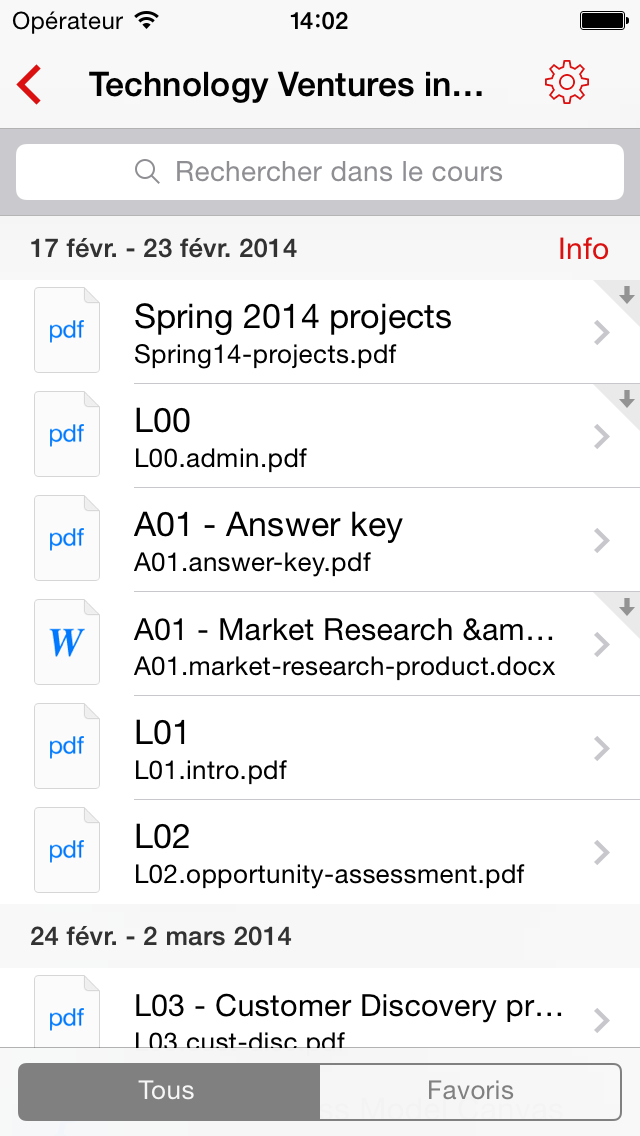 Opérateur 14:02
Technology Ventures in...
Rechercher dans le cours
17 févr. - 23 févr. 2014 Info
pdf Spring 2014 projects
Spring14-projects.pdf
pdf L00
L00.admin.pdf
pdf A01 - Answer key
A01.answer-key.pdf
W A01 - Market Research &am...
A01.market-research-product.docx
pdf L01
L01.intro.pdf
pdf L02
L02.opportunity-assessment.pdf
24 févr. - 2 mars 2014
pdf L03 - Customer Discovery pr...
L03.cust-disc.pdf
Tous Favoris